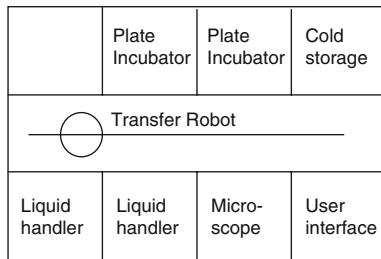 Plate
Incubator
Plate
Incubator
Cold
storage
Transfer Robot
Liquid
handler
Liquid
handler
Micro-
scope
User
interface